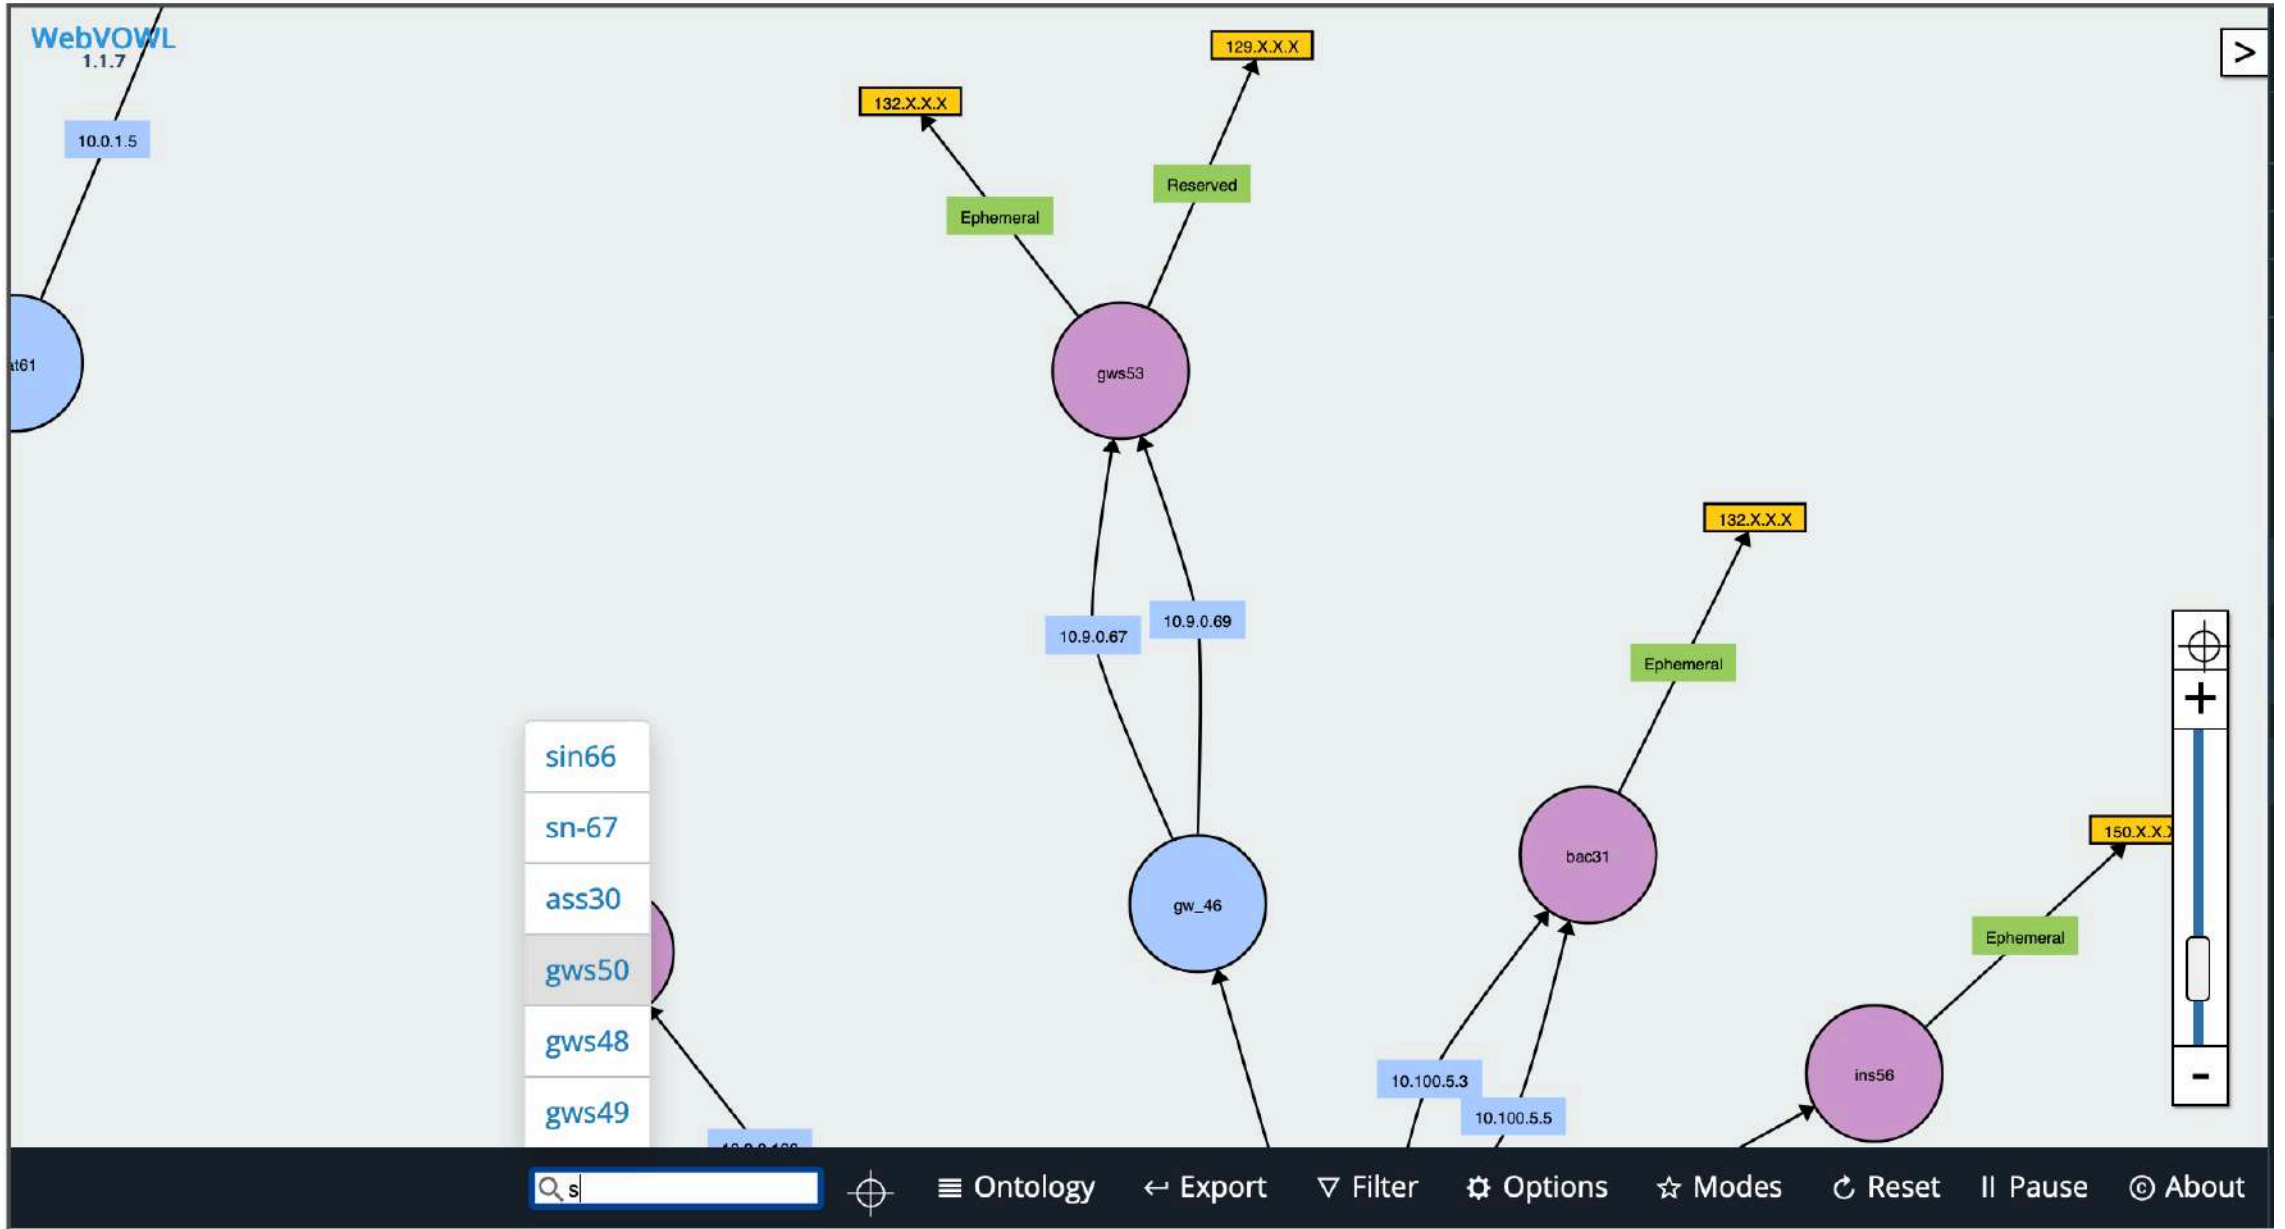 WebVOWL
1.1.7
>
129.X.X.X
132.X.X.X
10.0.1.5
Reserved
Ephemeral
at61
gws53
132.X.X.X
10.9.0.67
10.9.0.69
Ephemeral
+
sin66
sn-67
ass30
gws50
gws48
gws49
150.X.X.X
bac31
gw_46
Ephemeral
ins56
-
10.100.5.3
10.100.5.5
s
Ontology
Export
Filter
Options
Modes
Reset
Pause
© About